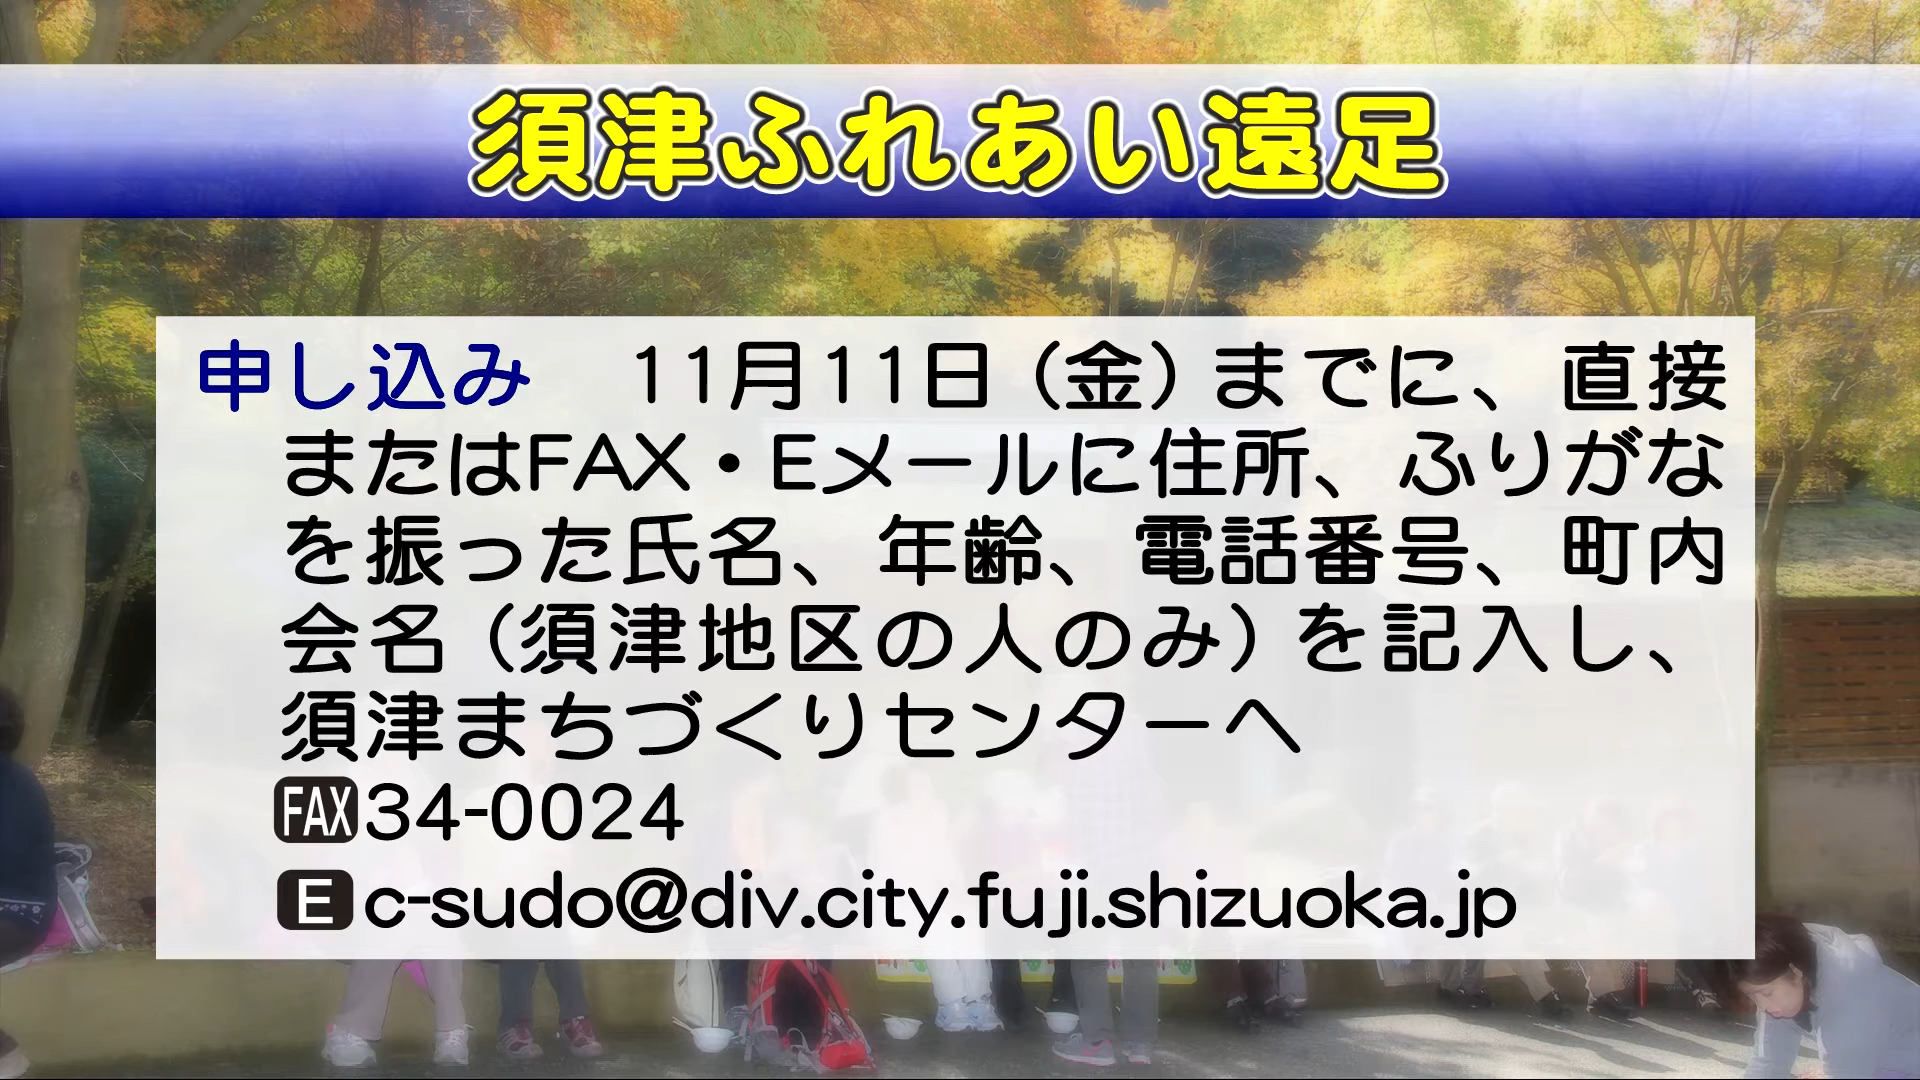 須津ふれあい遠足
申し込み　11月11日（金）までに、直接
またはFAX・Eメールに住所、ふりがな
を振った氏名、年齢、電話番号、町内
会名（須津地区の人のみ）を記入し、
須津まちづくりセンターへ
FAX34-0024
E c-sudo@div.city.fuji.shizuoka.jp